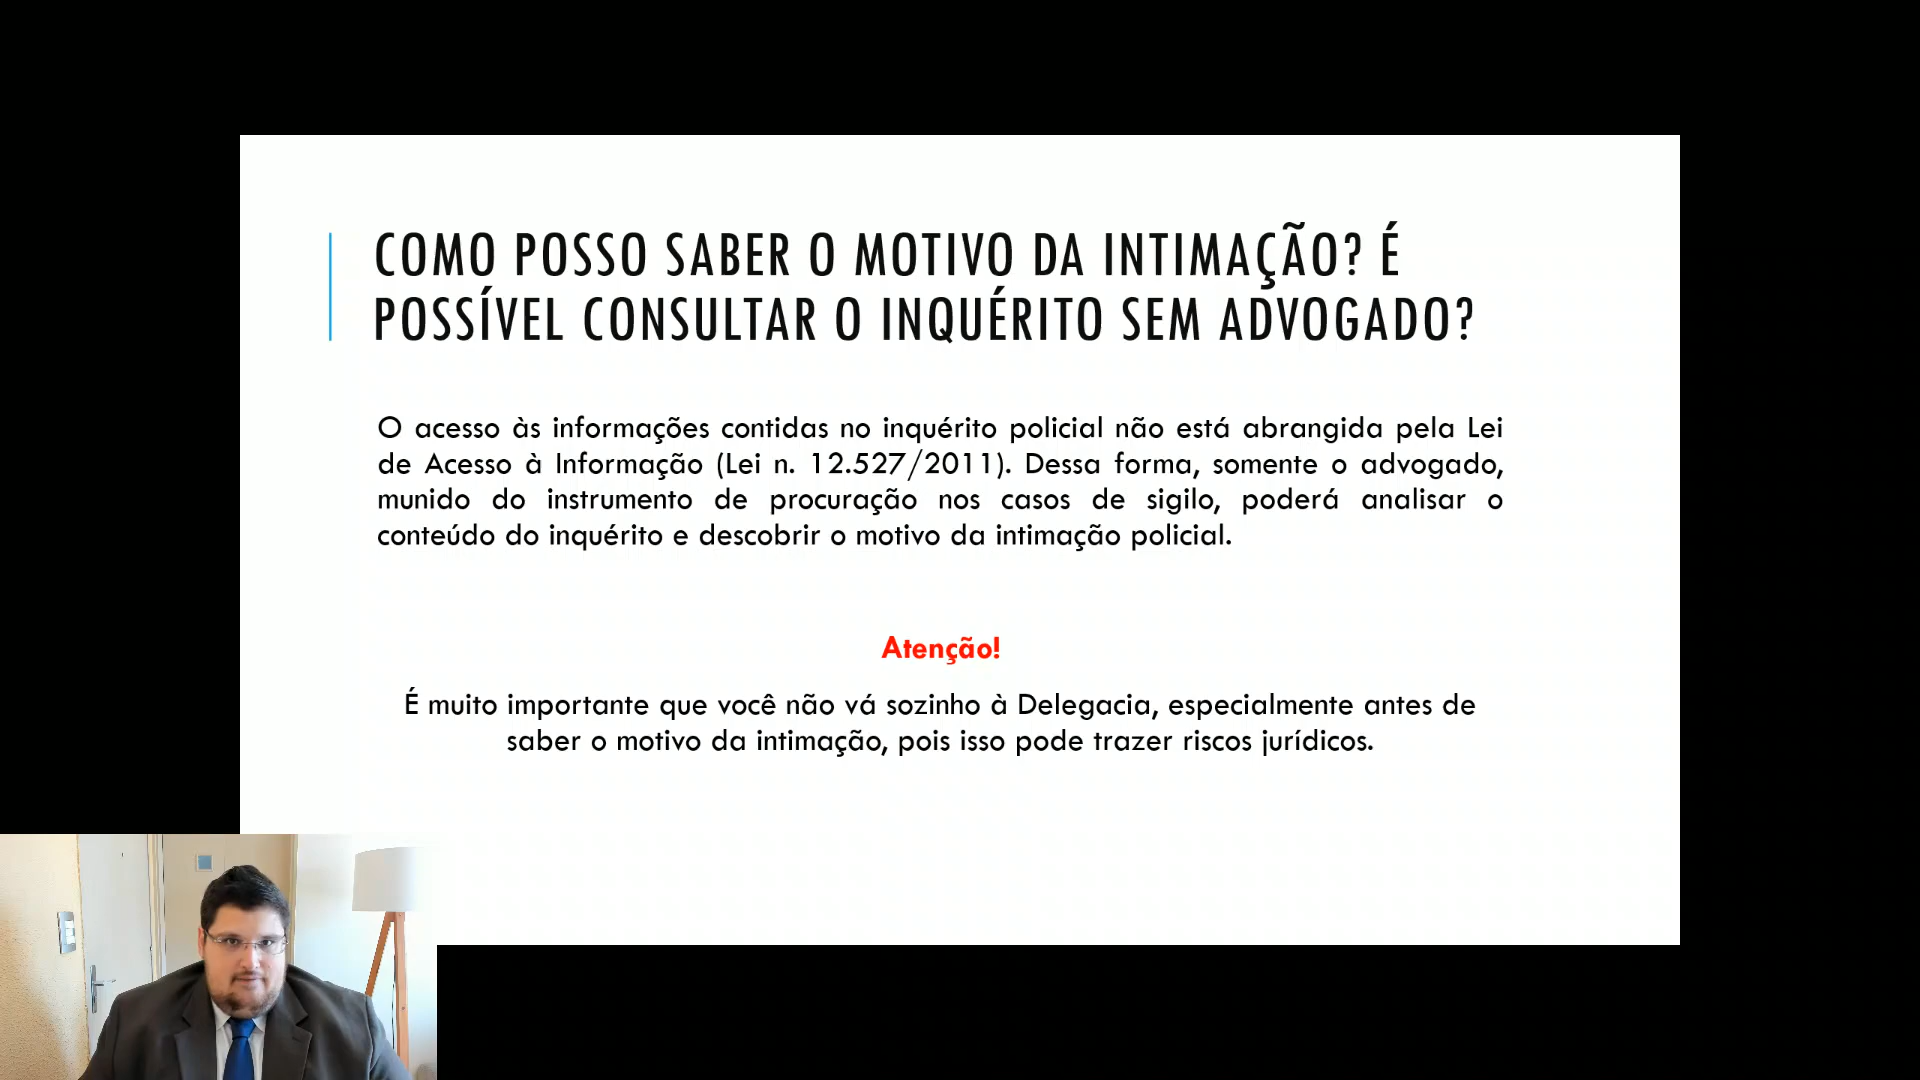 COMO POSSO SABER O MOTIVO DA INTIMAÇÃO? É
POSSÍVEL CONSULTAR O INQUÉRITO SEM ADVOGADO?
O acesso às informações contidas no inquérito policial não está abrangida pela Lei
de Acesso à Informação (Lei n. 12.527/2011). Dessa forma, somente o advogado,
munido do instrumento de procuração nos casos de sigilo, poderá analisar o
conteúdo do inquérito e descobrir o motivo da intimação policial.
Atenção!
É muito importante que você não vá sozinho à Delegacia, especialmente antes de
saber o motivo da intimação, pois isso pode trazer riscos jurídicos.